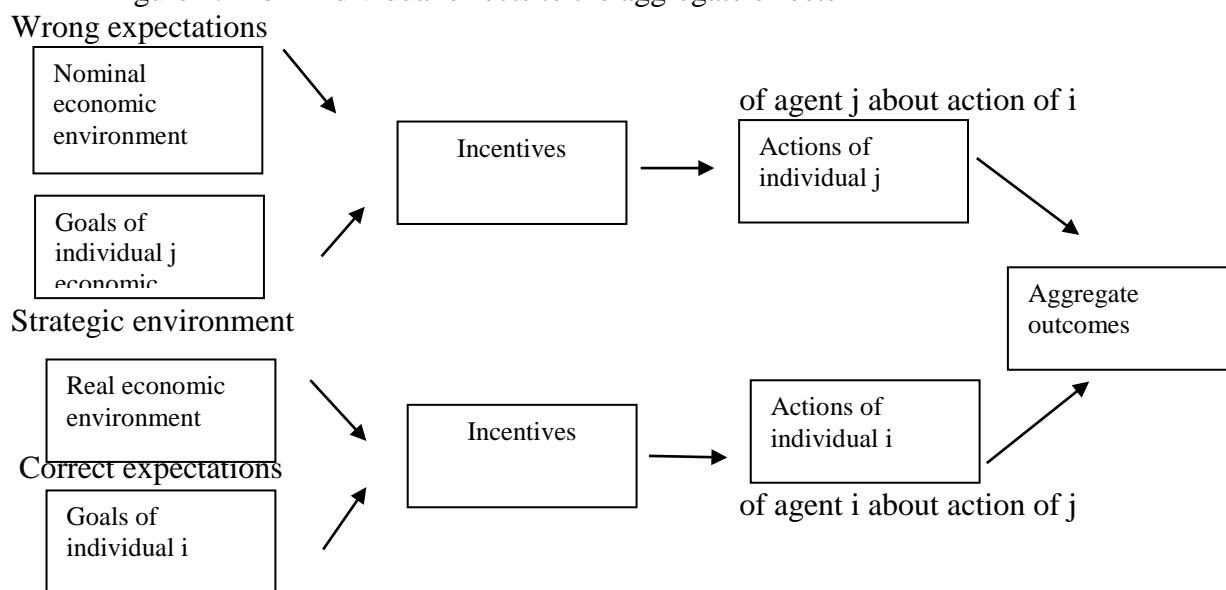 Wrong expectations
Nominal
economic
environment
of agent j about action of i
Incentives
Actions of
individual j
Goals of
individual j
economic
Aggregate
outcomes
Strategic environment
Real economic
environment
Incentives
Actions of
individual i
Correct expectations
of agent i about action of j
Goals of
individual i